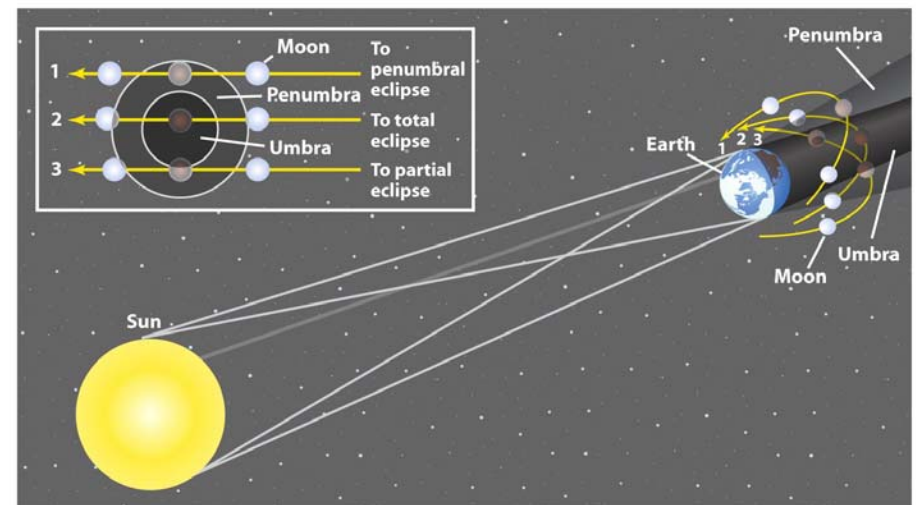 Moon
To
penumbral
eclipse
1
Penumbra
2
To total
eclipse
Umbra
3
To partial
eclipse
Penumbra
Earth
1 2 3
Umbra
Moon
Sun